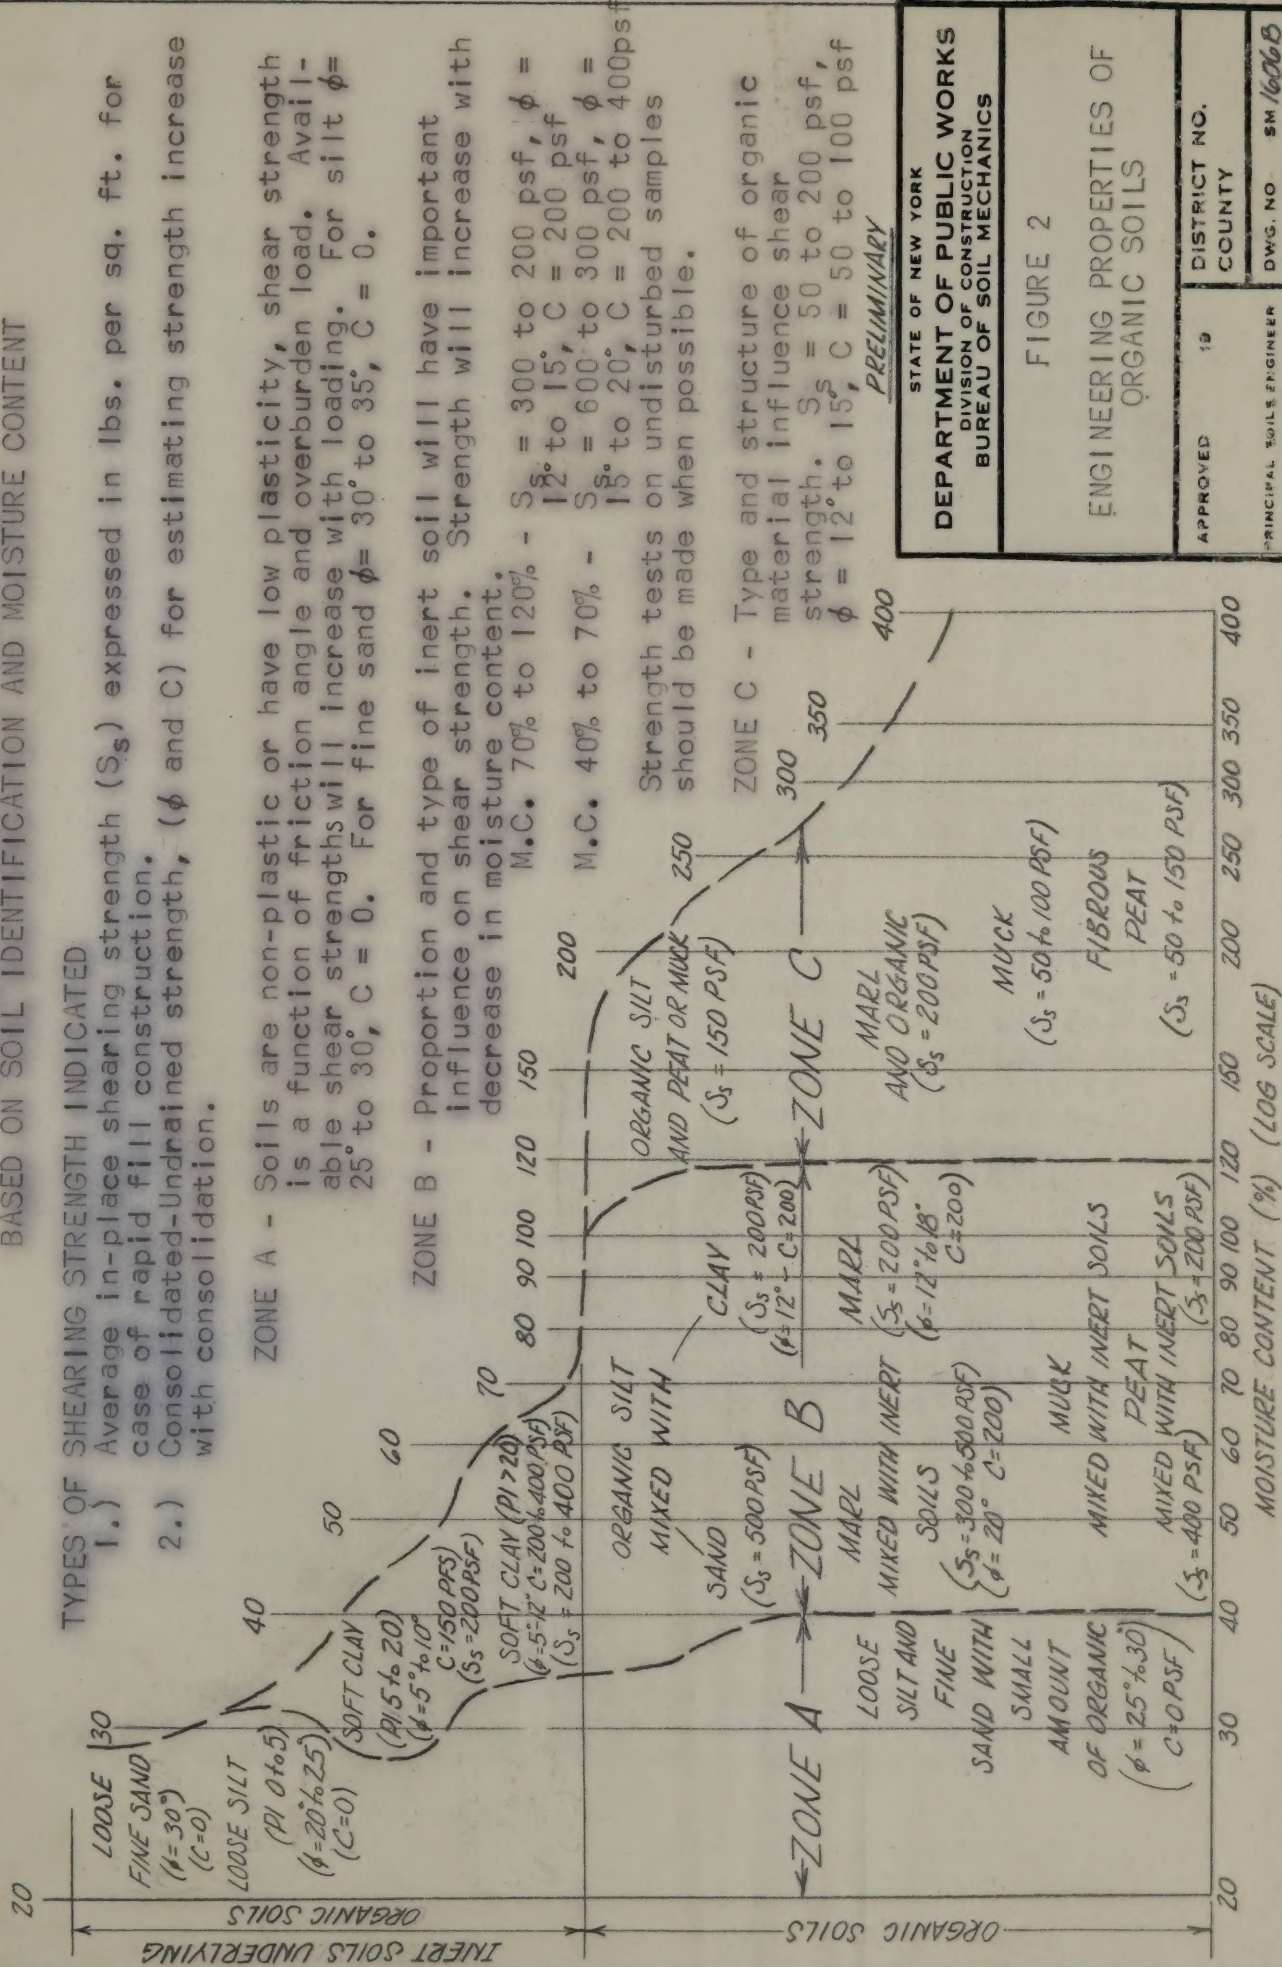 BASED ON SOIL IDENTIFICATION AND MOISTURE CONTENT
TYPES OF SHEARING STRENGTH INDICATED
1.) Average in-place shearing strength (Ss) expressed in lbs. per sq. ft. for
case of rapid fill construction.
2.) Consolidated-Undrained strength, (ϕ and C) for estimating strength increase
with consolidation.
ZONE A - Soils are non-plastic or have low plasticity, shear strength
is a function of friction angle and overburden load. Avail-
able shear strengths will increase with loading. For silt ϕ=
25° to 30°, C = 0. For fine sand ϕ= 30° to 35°, C = 0.
ZONE B - Proportion and type of inert soil will have important
influence on shear strength. Strength will increase with
decrease in moisture content.
M.C. 70% to 120% - Ss = 300 to 200 psf, ϕ =
12° to 15°, C = 200 psf
M.C. 40% to 70% - Ss = 600 to 300 psf, ϕ =
15° to 20°, C = 200 to 400psf
Strength tests on undisturbed samples
should be made when possible.
ZONE C - Type and structure of organic
material influence shear
strength. Ss = 50 to 200 psf,
ϕ = 12° to 15°, C = 50 to 100 psf
PRELIMINARY
STATE OF NEW YORK
DEPARTMENT OF PUBLIC WORKS
DIVISION OF CONSTRUCTION
BUREAU OF SOIL MECHANICS
FIGURE 2
ENGINEERING PROPERTIES OF
ORGANIC SOILS
APPROVED 19
PRINCIPAL SOILS ENGINEER
DISTRICT NO.
COUNTY
DWG. NO SM 1606B
20
30
40
50
60
70
80 90 100 120 150
200
250
300
350
400
INERT SOILS UNDERLYING
ORGANIC SOILS
ORGANIC SOILS
LOOSE
FINE SAND
(ϕ=30°)
(C=0)
LOOSE SILT
(PI 0 to 5)
(ϕ=20° to 25°)
(C=0)
SOFT CLAY
(PI 5 to 20)
(ϕ=5° to 10°
C=150 PFS)
(Ss=200 PSF)
SOFT CLAY (PI>20)
(ϕ=5°-12° C=200 to 400 PSF)
(Ss = 200 to 400 PSF)
ORGANIC SILT
MIXED WITH
SAND
(Ss=500 PSF)
CLAY
(Ss = 200 PSF)
(ϕ=12° - C=200)
ORGANIC SILT
AND PEAT OR MUCK
(Ss = 150 PSF)
ZONE A
ZONE B
ZONE C
LOOSE
SILT AND
FINE
SAND WITH
SMALL
AMOUNT
OF ORGANIC
(ϕ=25° to 30°
C=0 PSF)
MARL
MIXED WITH INERT
SOILS
(Ss=300 to 500 PSF)
(ϕ=20° C=200)
MARL
(Ss=200 PSF)
(ϕ=12° to 18°
C=200)
MARL
AND ORGANIC
(Ss = 200 PSF)
MUCK
MIXED WITH INERT SOILS
MUCK
(Ss = 50 to 100 PSF)
PEAT
MIXED WITH INERT SOILS
(Ss=400 PSF)
(Ss=200 PSF)
FIBROUS
PEAT
(Ss = 50 to 150 PSF)
20 30 40 50 60 70 80 90 100 120 150 200 250 300 350 400
MOISTURE CONTENT (%) (LOG SCALE)